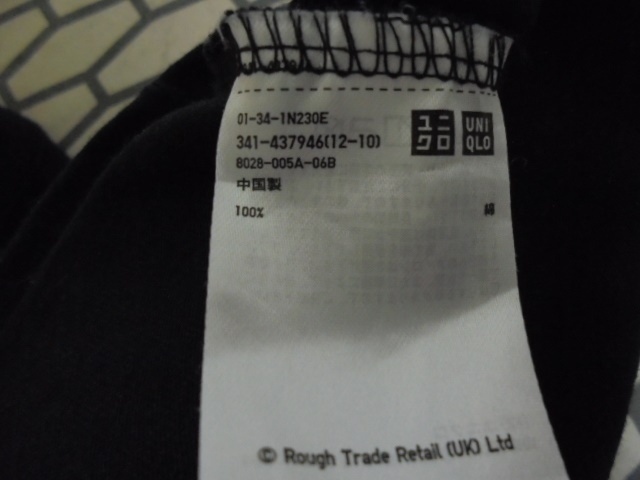 01-34-1N230E
341-437946(12-10)
8028-005A-06B
ユニクロ
UNIQLO
中国製
100% 綿
© Rough Trade Retail (UK) Ltd